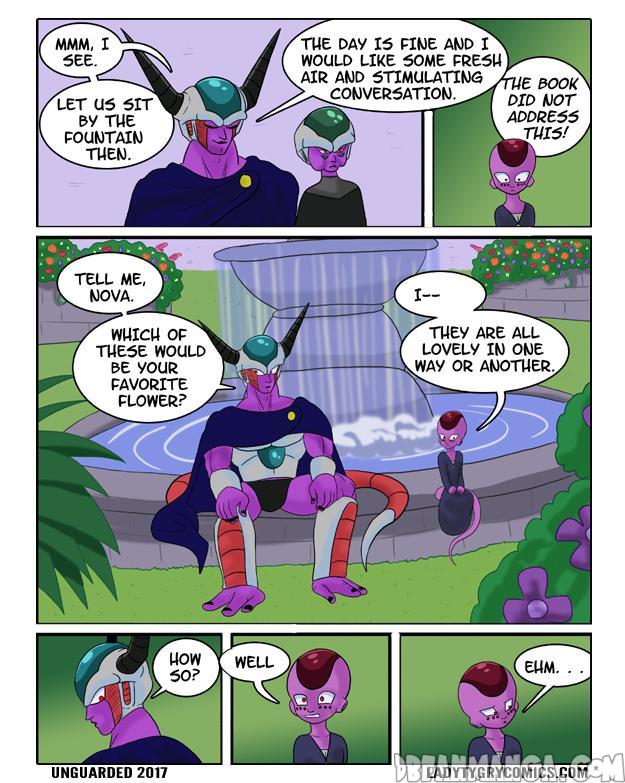 MMM, I
SEE.
LET US SIT
BY THE
FOUNTAIN
THEN.
THE DAY IS FINE AND I
WOULD LIKE SOME FRESH
AIR AND STIMULATING
CONVERSATION.
THE BOOK
DID NOT
ADDRESS
THIS!
TELL ME,
NOVA.
WHICH OF
THESE WOULD
BE YOUR
FAVORITE
FLOWER?
I--
THEY ARE ALL
LOVELY IN ONE
WAY OR ANOTHER.
HOW
SO?
WELL
EHM. . .
UNGUARDED 2017
LADYTYGRYCOMICS.COM
DBFANMANGA.COM